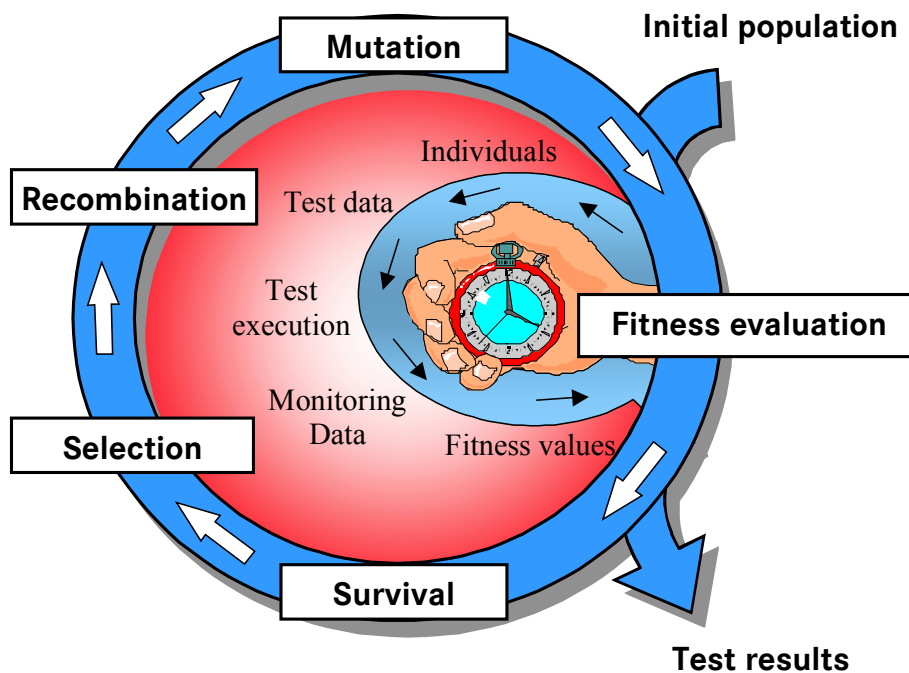 Initial population
Mutation
Individuals
Recombination
Test data
Test
execution
Fitness evaluation
Monitoring
Data
Selection
Fitness values
Survival
Test results